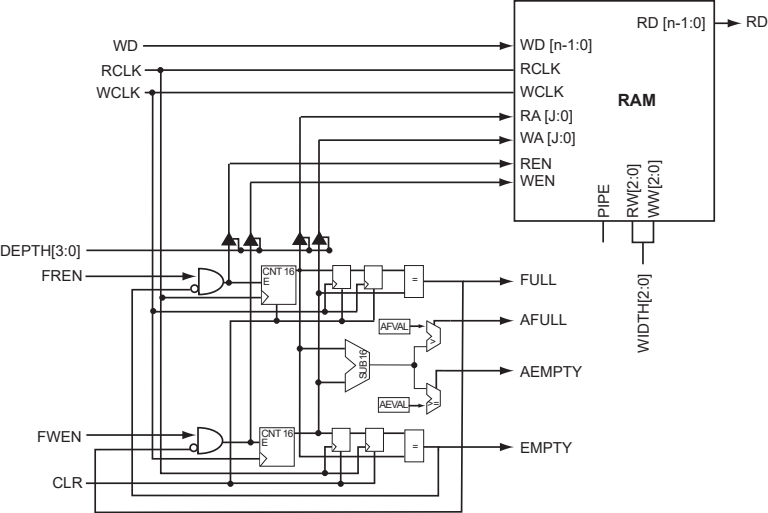 RD [n-1:0]
RD
WD
WD [n-1:0]
RCLK
RCLK
WCLK
WCLK
RAM
RA [J:0]
WA [J:0]
REN
WEN
PIPE
RW[2:0]
WW[2:0]
WIDTH[2:0]
DEPTH[3:0]
FREN
CNT 16
E
=
FULL
AFVAL
>
AFULL
SUB 16
AEMPTY
AEVAL
>=
FWEN
CNT 16
E
=
EMPTY
CLR